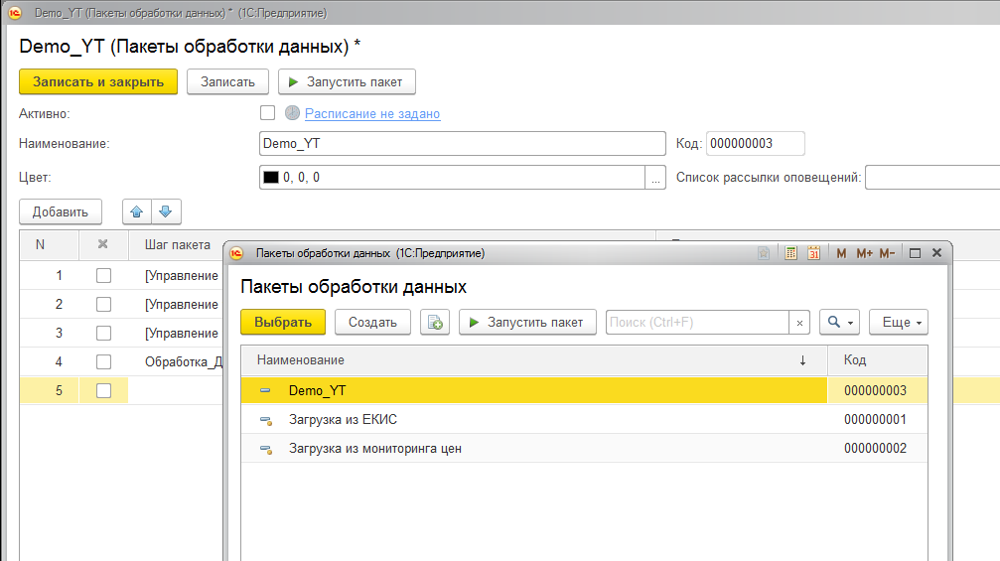 Demo_YT (Пакеты обработки данных) * (1С:Предприятие)
Demo_YT (Пакеты обработки данных) *
Записать и закрыть Записать Запустить пакет
Активно: Расписание не задано
Наименование: Demo_YT Код: 000000003
Цвет: 0, 0, 0 ... Список рассылки оповещений:
Добавить
N Шаг пакета
1 [Управление
2 [Управление
3 [Управление
4 Обработка_Д
5
Пакеты обработки данных (1С:Предприятие) 31 M M+ M-
Пакеты обработки данных
Выбрать Создать Запустить пакет Поиск (Ctrl+F) × Еще
Наименование ↓ Код
Demo_YT 000000003
Загрузка из ЕКИС 000000001
Загрузка из мониторинга цен 000000002